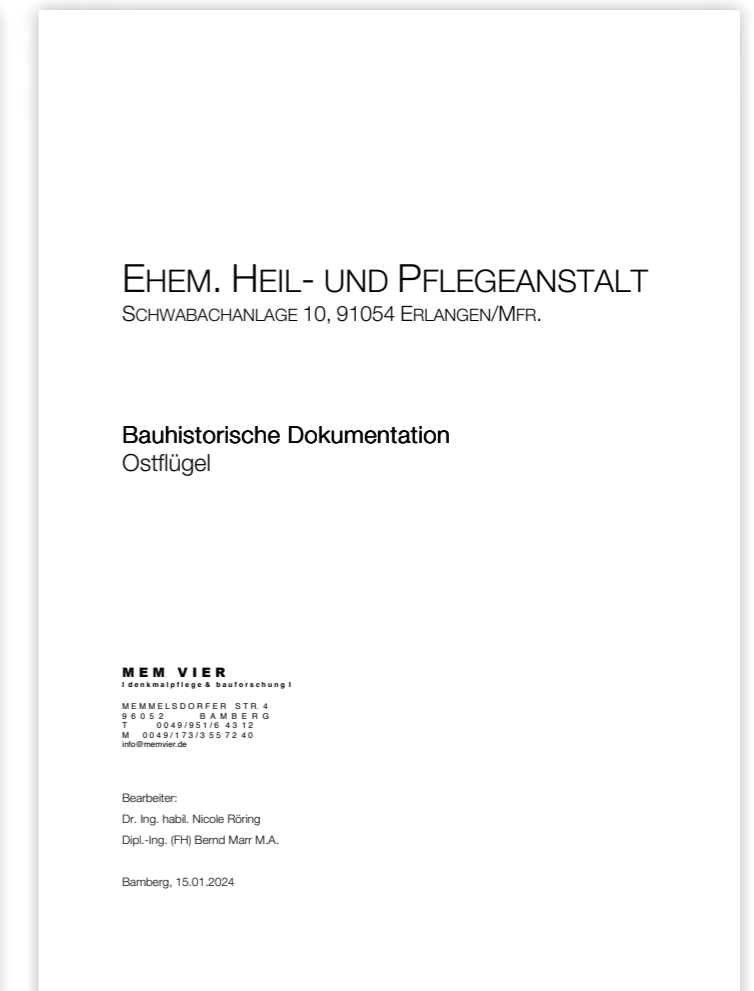 EHEM. HEIL- UND PFLEGEANSTALT
SCHWABACHANLAGE 10, 91054 ERLANGEN/MFR.
Bauhistorische Dokumentation
Ostflügel
MEM VIER
I denkmalpflege & bauforschung I
MEMMELSDORFER STR. 4
96052 BAMBERG
T 0049/951/6 43 12
M 0049/173/3 55 72 40
info@memvier.de
Bearbeiter:
Dr. Ing. habil. Nicole Röring
Dipl.-Ing. (FH) Bernd Marr M.A.
Bamberg, 15.01.2024